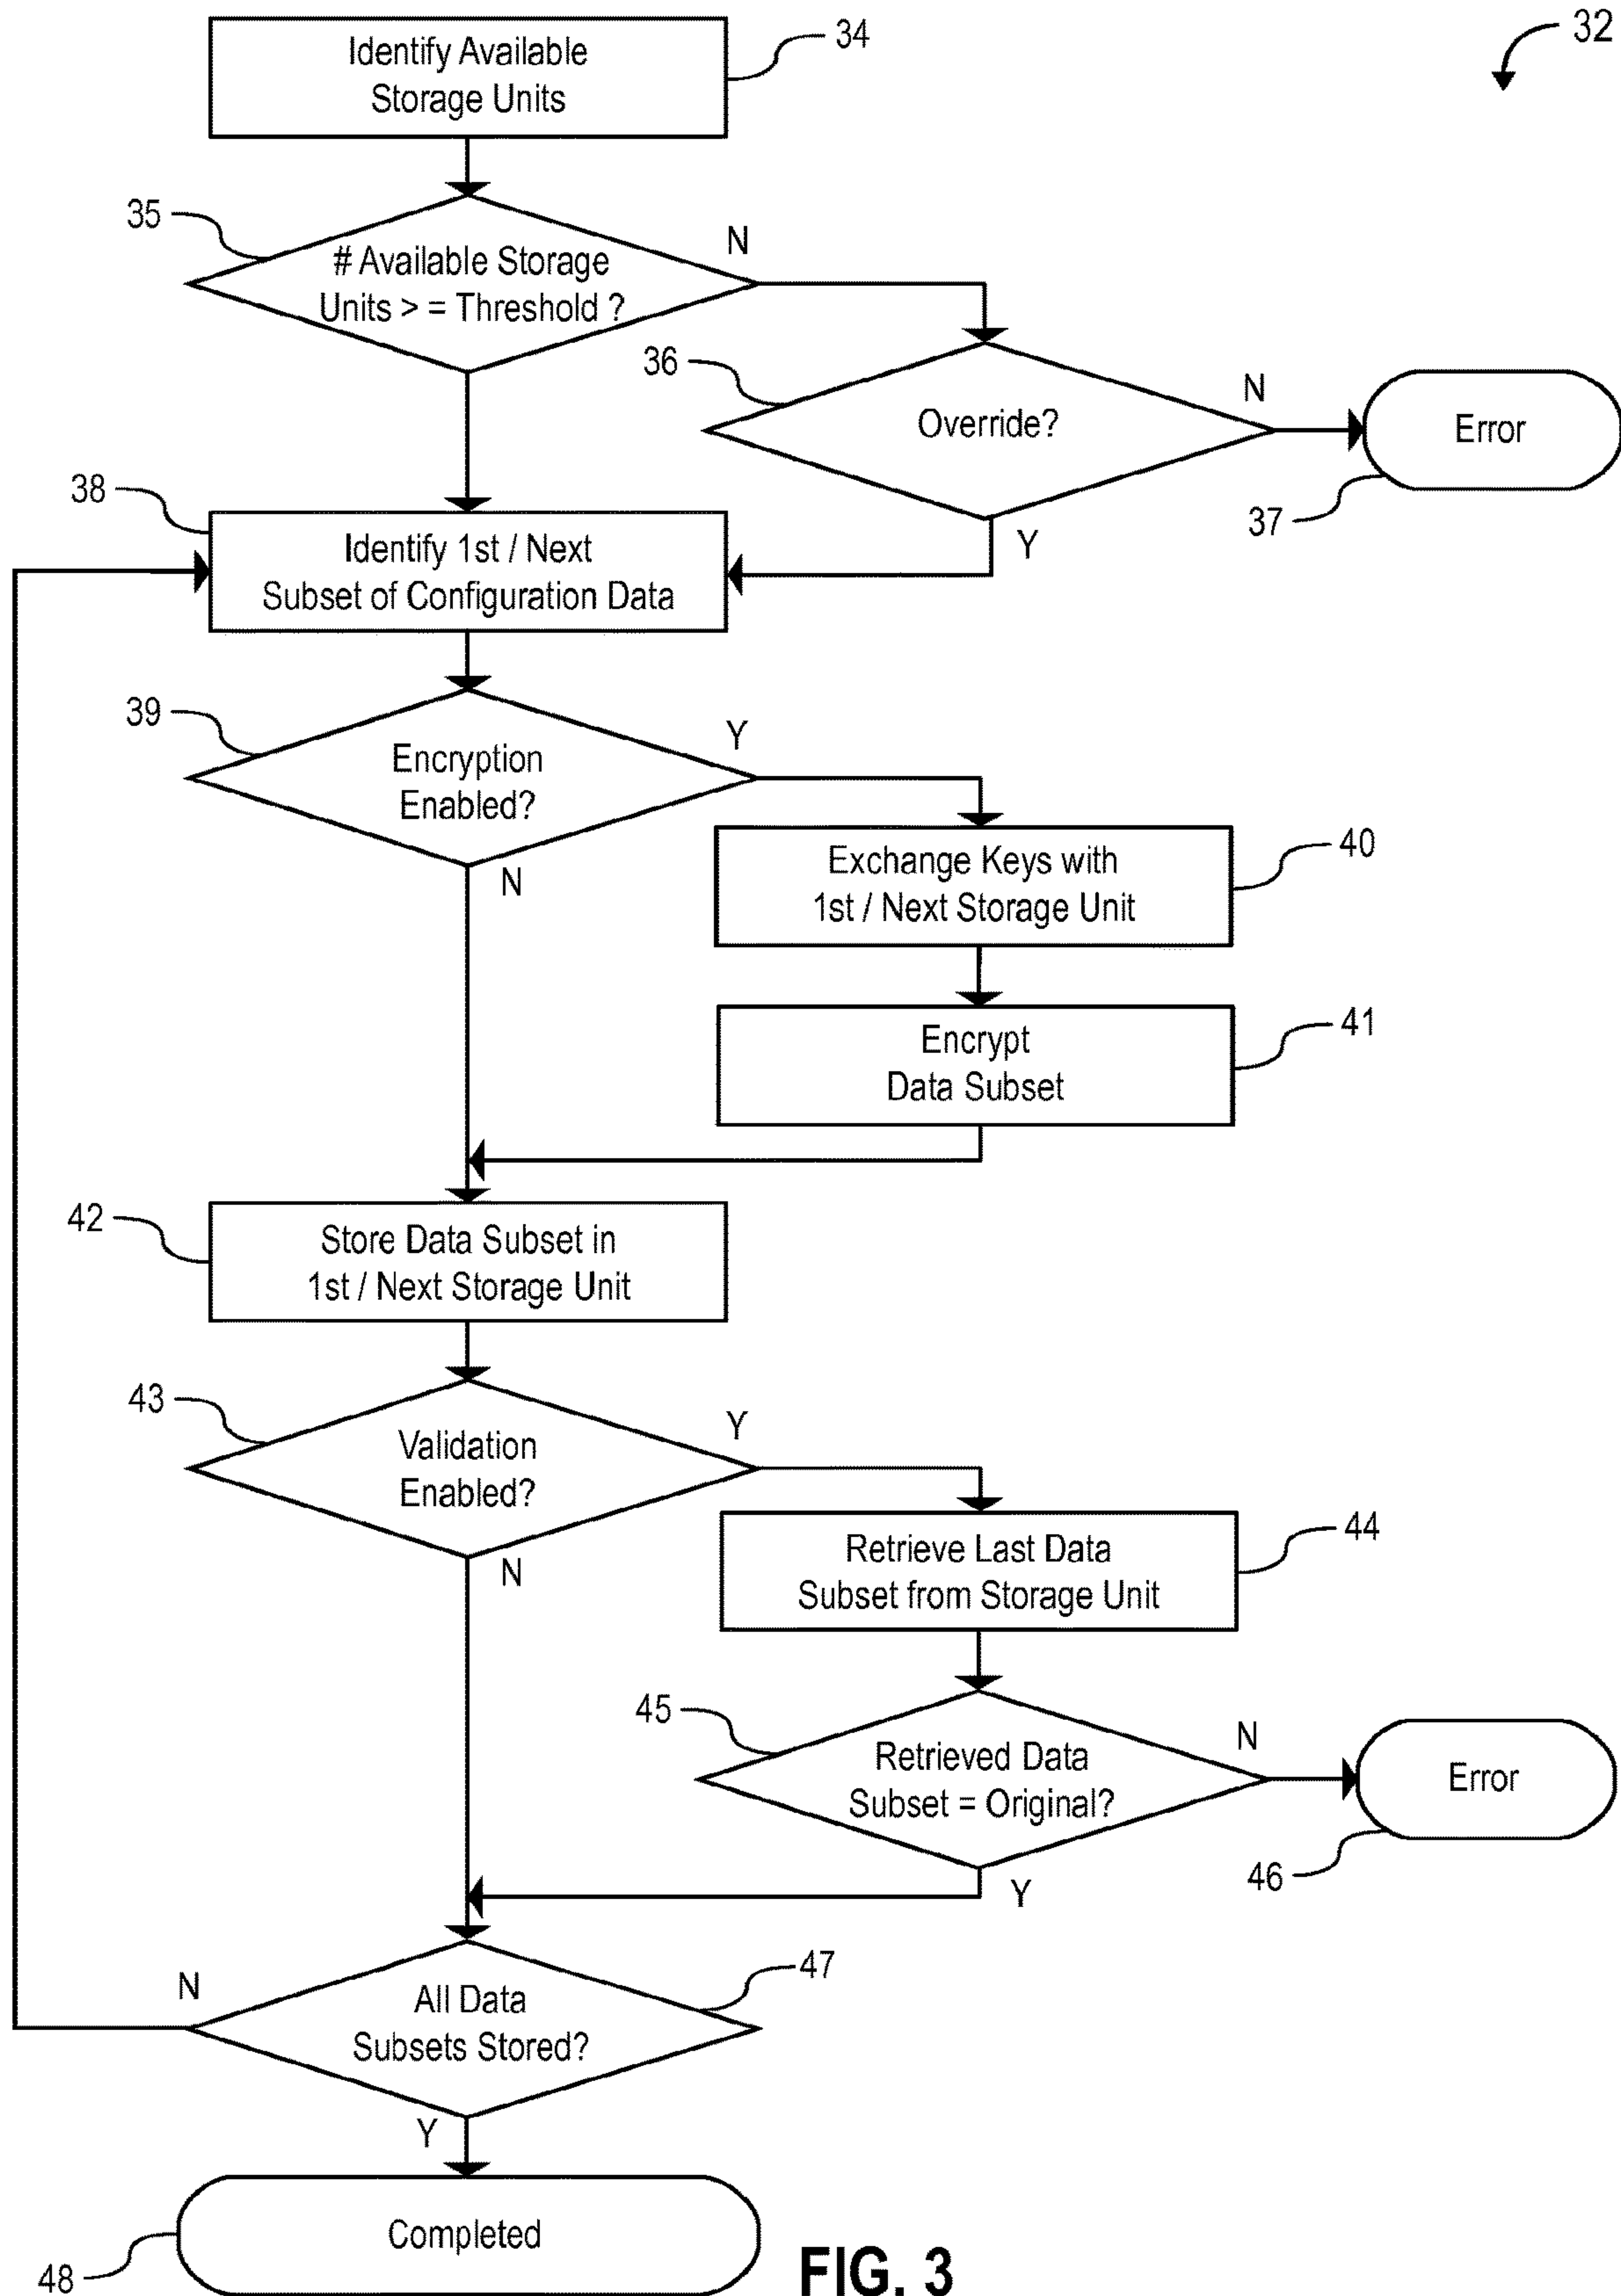 34
32
Identify Available
Storage Units
35
N
# Available Storage
Units > = Threshold ?
36
N
Override?
Error
37
38
Y
Identify 1st / Next
Subset of Configuration Data
39
Y
Encryption
Enabled?
N
40
Exchange Keys with
1st / Next Storage Unit
41
Encrypt
Data Subset
42
Store Data Subset in
1st / Next Storage Unit
43
Y
Validation
Enabled?
N
44
Retrieve Last Data
Subset from Storage Unit
45
N
Retrieved Data
Subset = Original?
Error
46
Y
47
N
All Data
Subsets Stored?
Y
Completed
48
FIG. 3